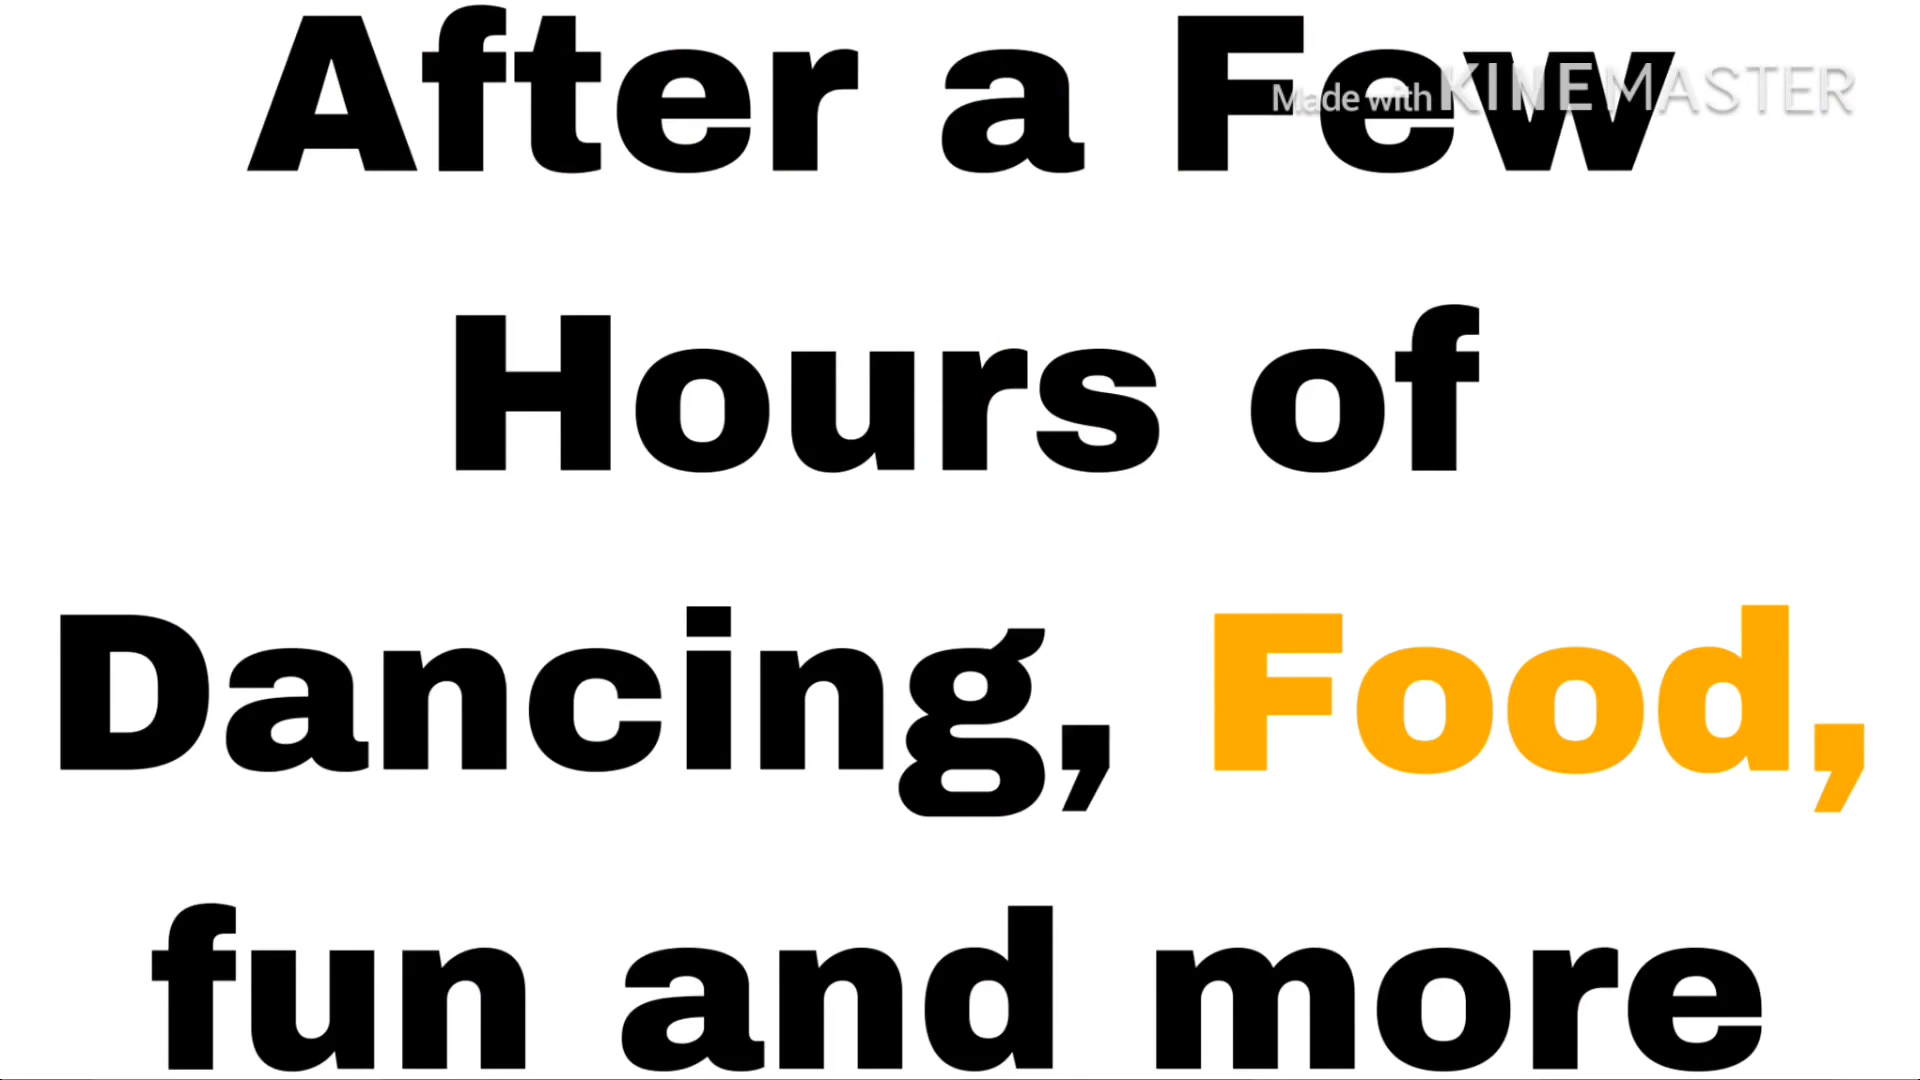 After a Few
Made with KINEMASTER
Hours of
Dancing, Food,
fun and more